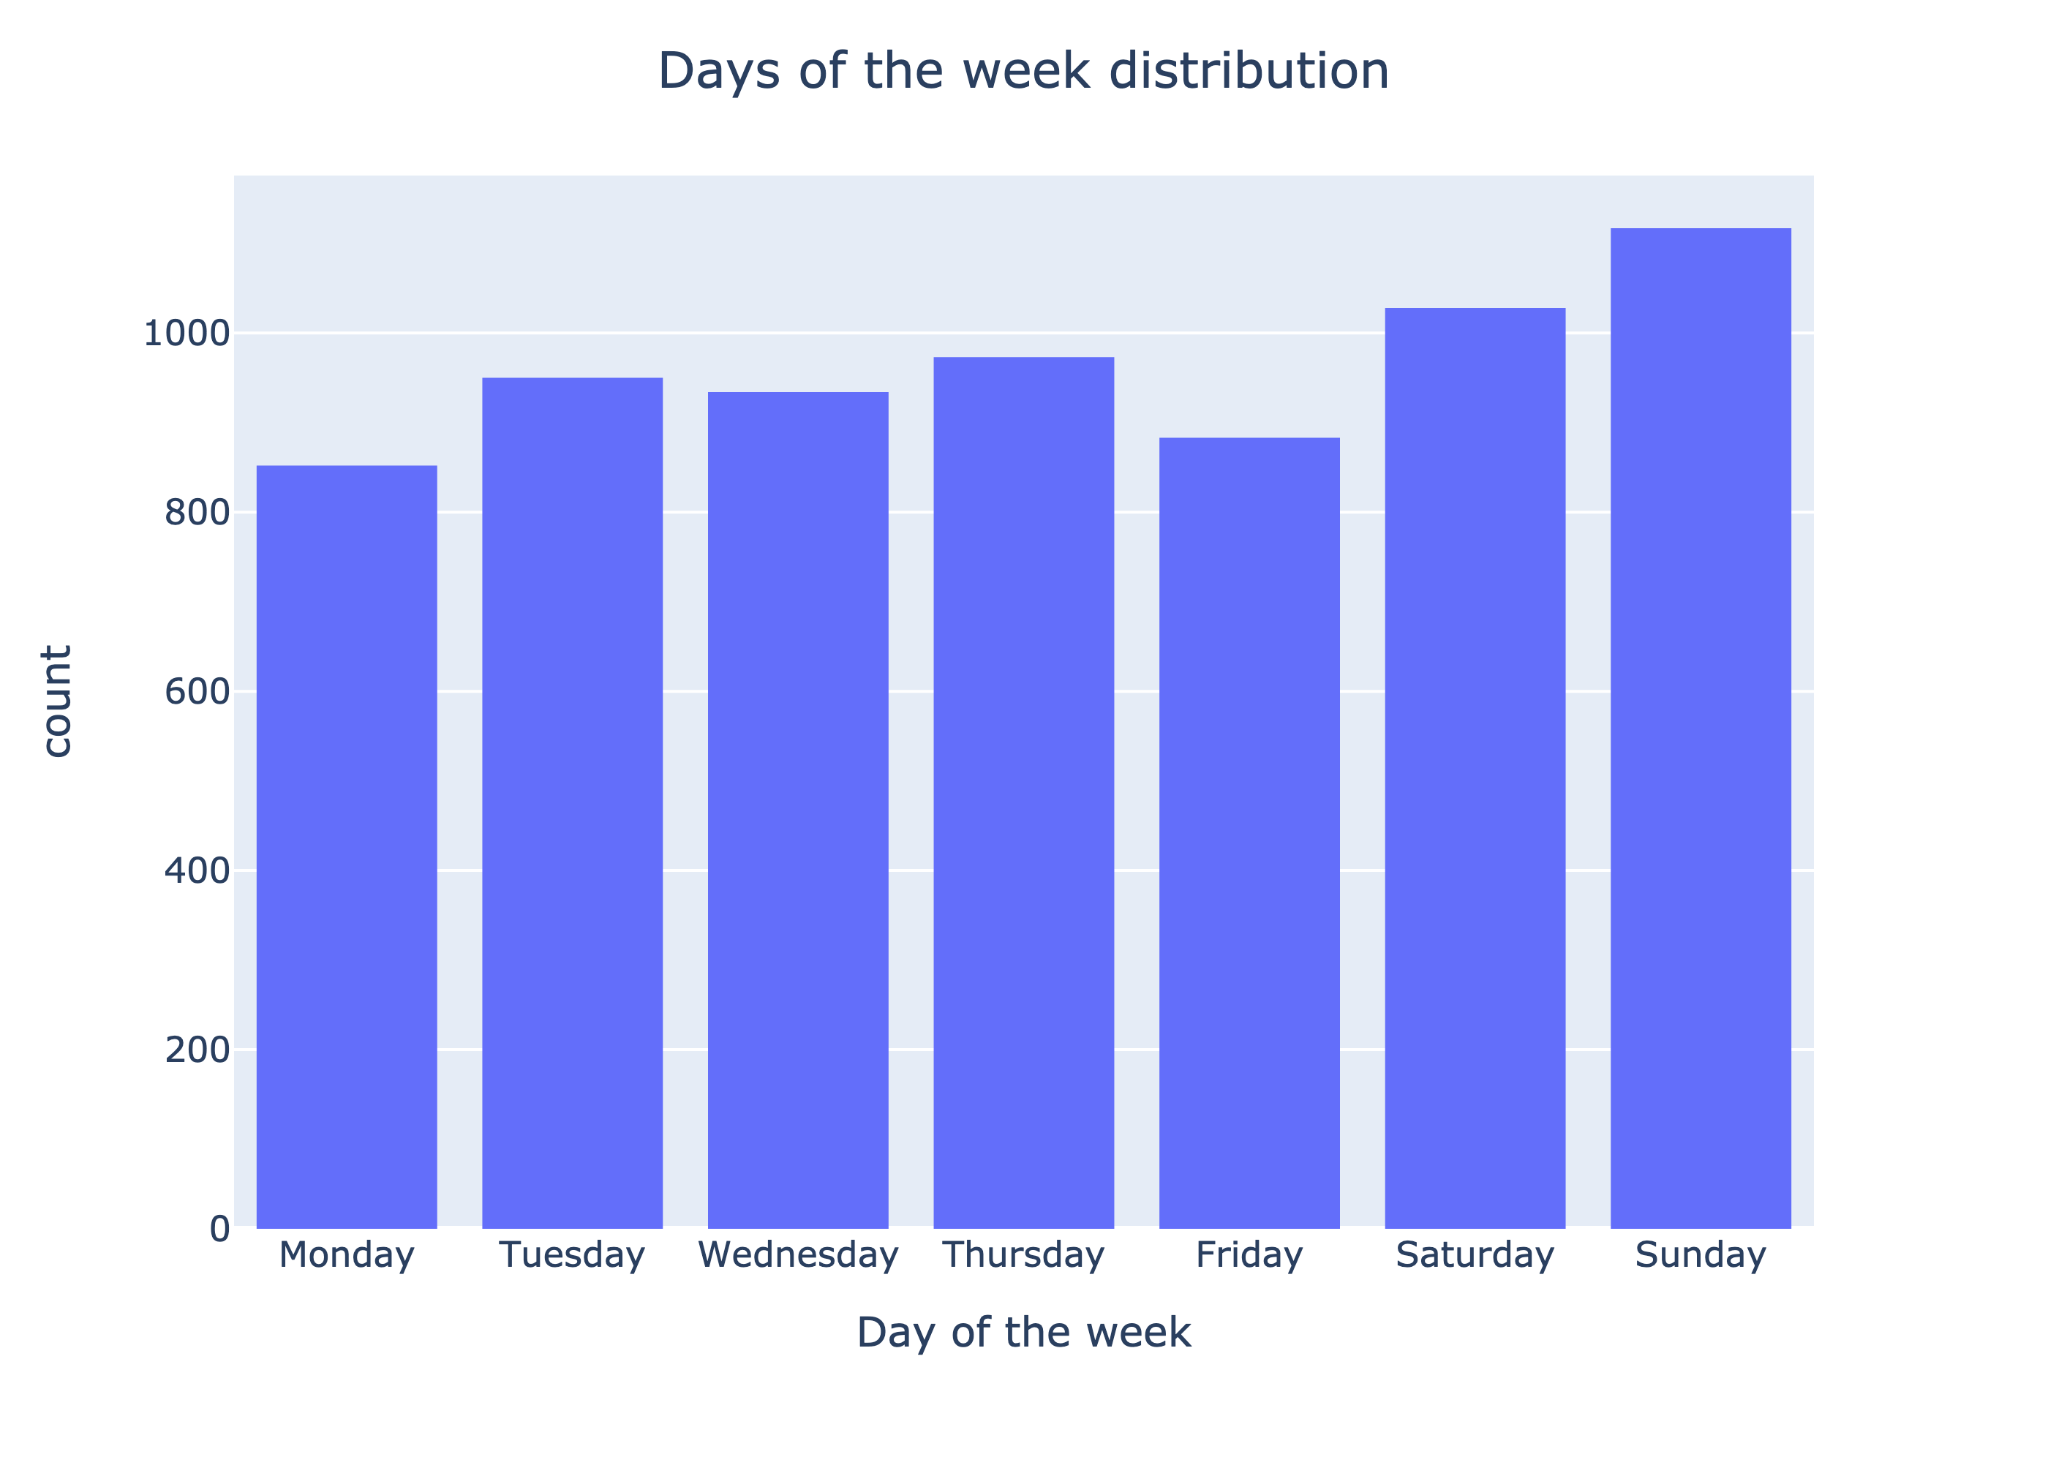 Days of the week distribution
1000
800
600
400
200
0
count
Monday Tuesday Wednesday Thursday Friday Saturday Sunday
Day of the week